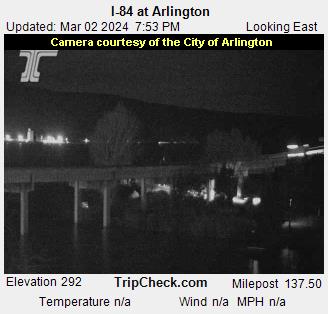 I-84 at Arlington
Updated: Mar 02 2024 7:53 PM Looking East
Camera courtesy of the City of Arlington
Elevation 292 TripCheck.com Milepost 137.50
Temperature n/a Wind n/a MPH n/a